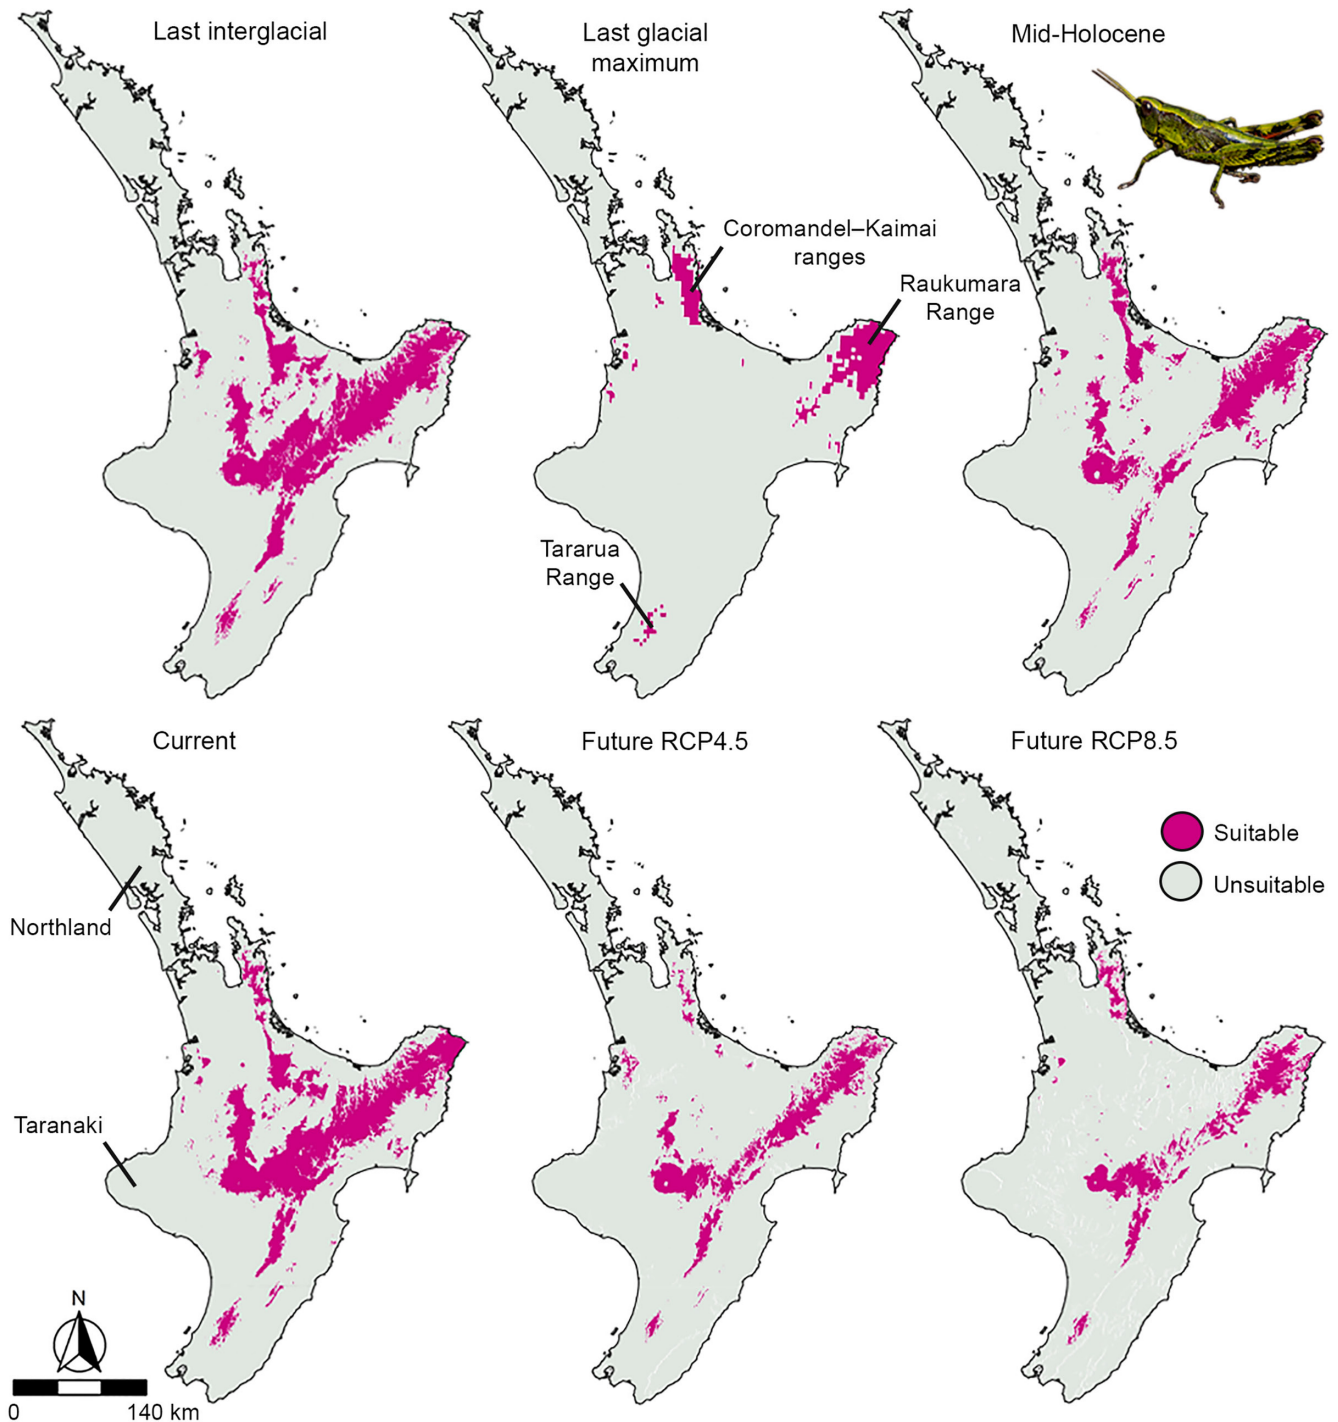 Last interglacial
Last glacial
maximum
Mid-Holocene
Coromandel–Kaimai
ranges
Raukumara
Range
Tararua
Range
Current
Future RCP4.5
Future RCP8.5
Suitable
Unsuitable
Northland
Taranaki
N
0
140 km